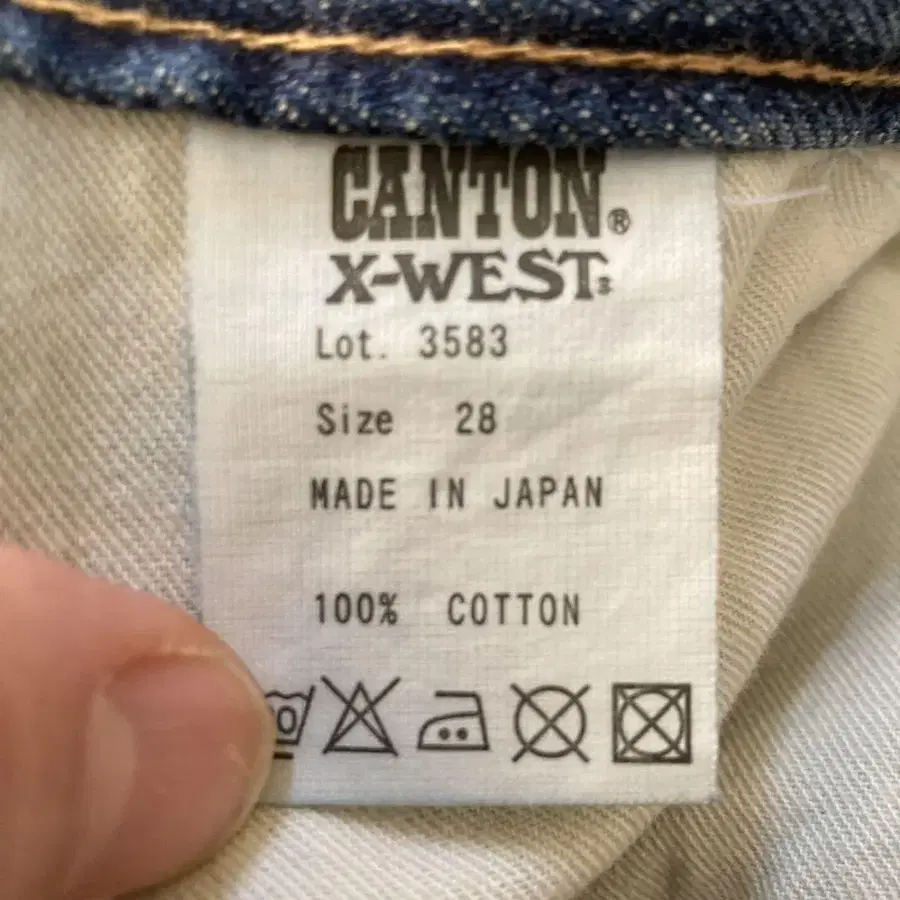 CANTON®
X-WEST
Lot. 3583
Size 28
MADE IN JAPAN
100% COTTON